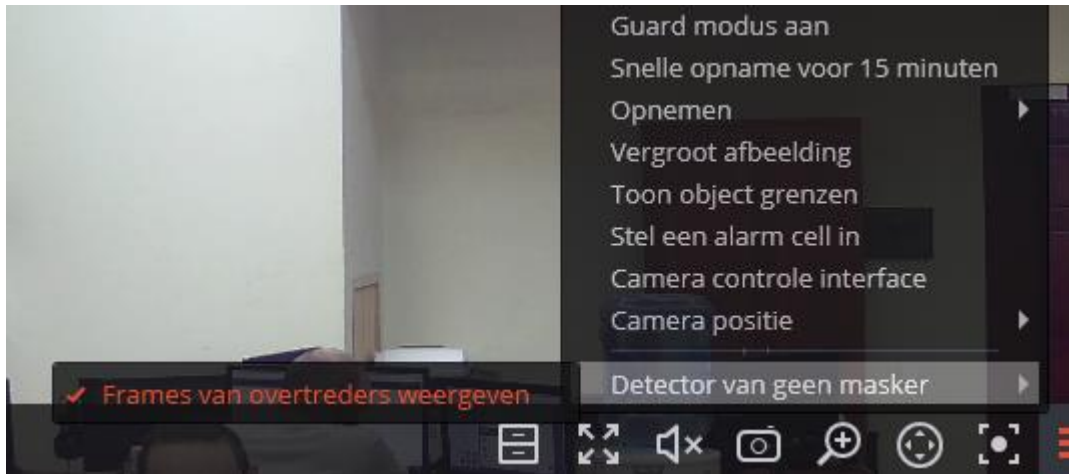 Guard modus aan
Snelle opname voor 15 minuten
Opnemen
Vergroot afbeelding
Toon object grenzen
Stel een alarm cell in
Camera controle interface
Camera positie
Detector van geen masker
Frames van overtreders weergeven